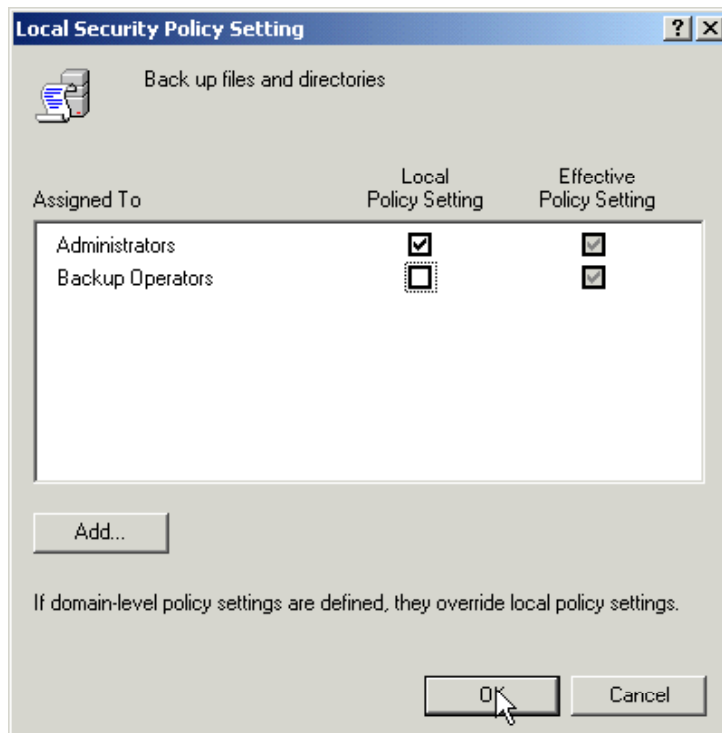 Local Security Policy Setting
Back up files and directories
Assigned To
Local Policy Setting
Effective Policy Setting
Administrators
Backup Operators
Add...
If domain-level policy settings are defined, they override local policy settings.
OK
Cancel